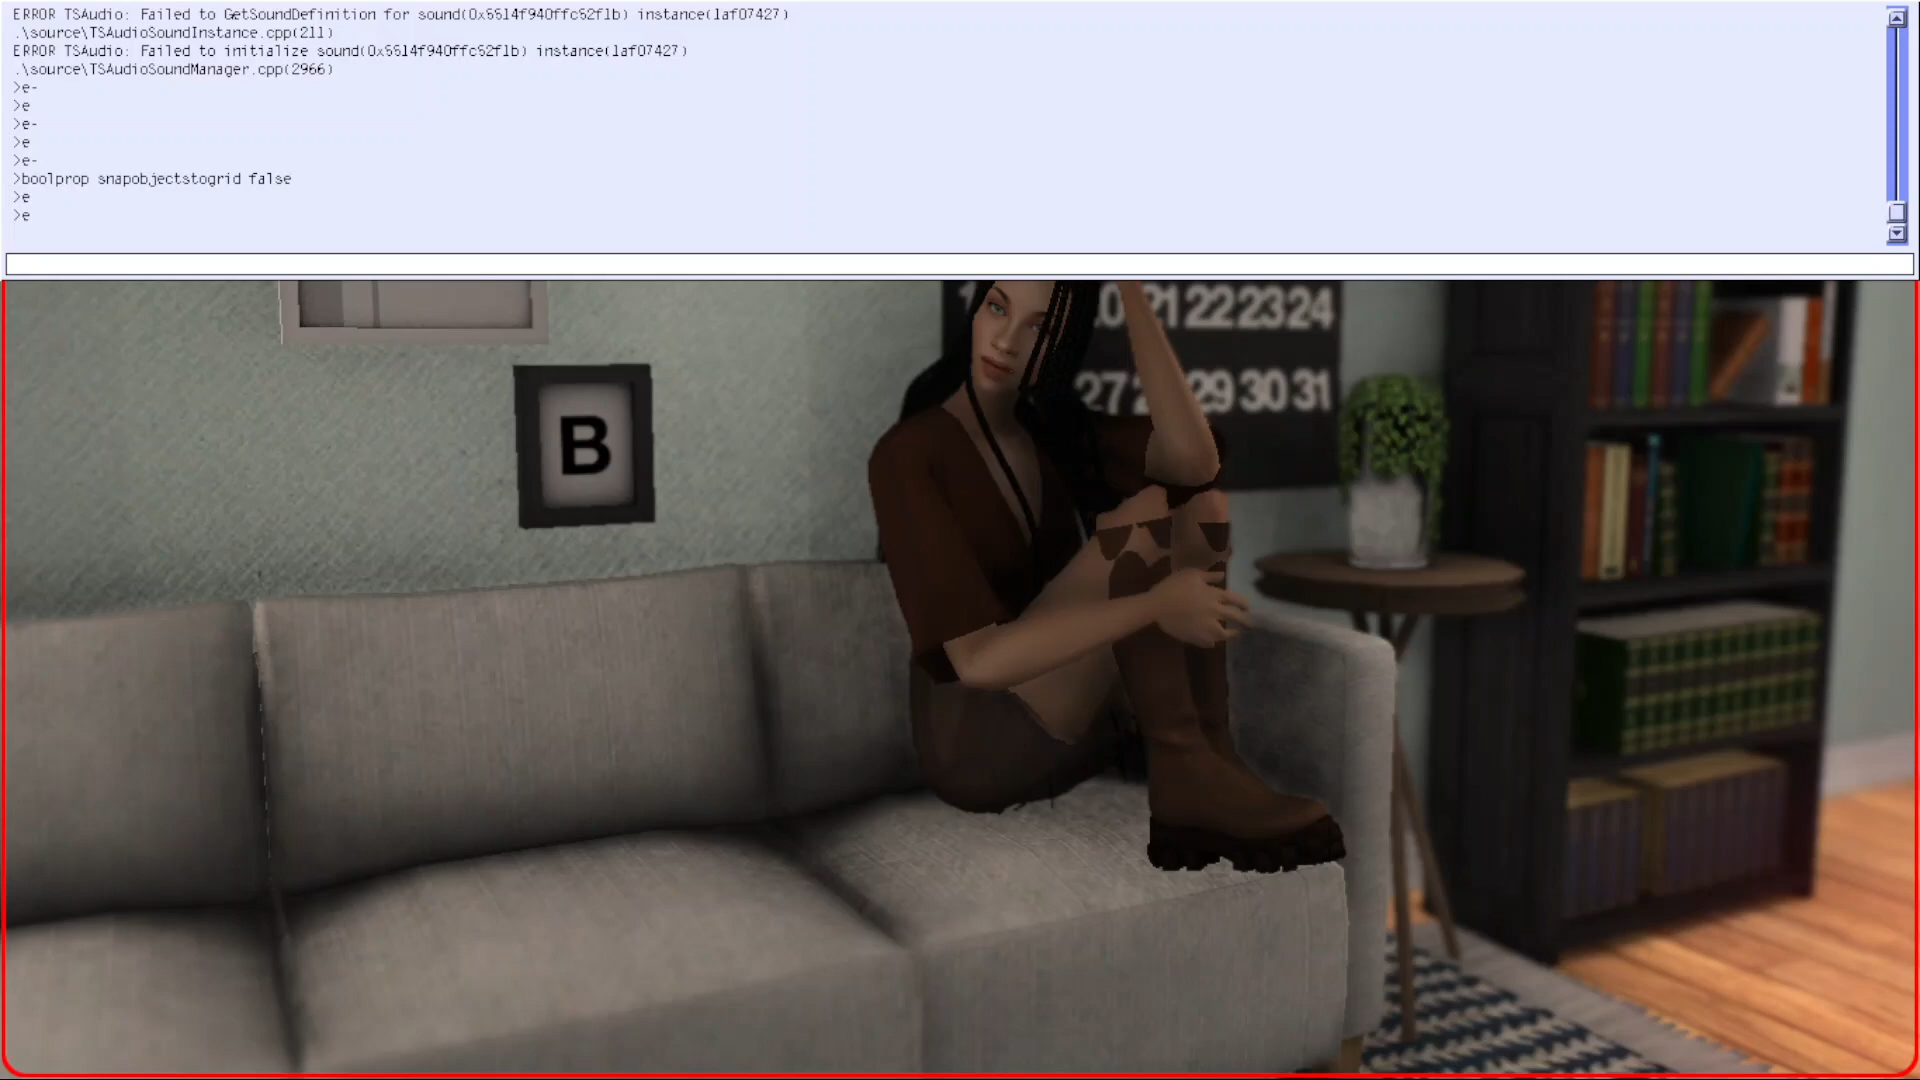 ERROR TSAudio: Failed to GetSoundDefinition for sound(0x6614f940ffc62f1b) instance(1af07427)
.\source\TSAudioSoundInstance.cpp(211)
ERROR TSAudio: Failed to initialize sound(0x6614f940ffc62f1b) instance(1af07427)
.\source\TSAudioSoundManager.cpp(2966)
>e-
>e
>e-
>e
>e-
>boolprop snapobjectstogrid false
>e
>e
21 22 23 24
27 29 30 31
B